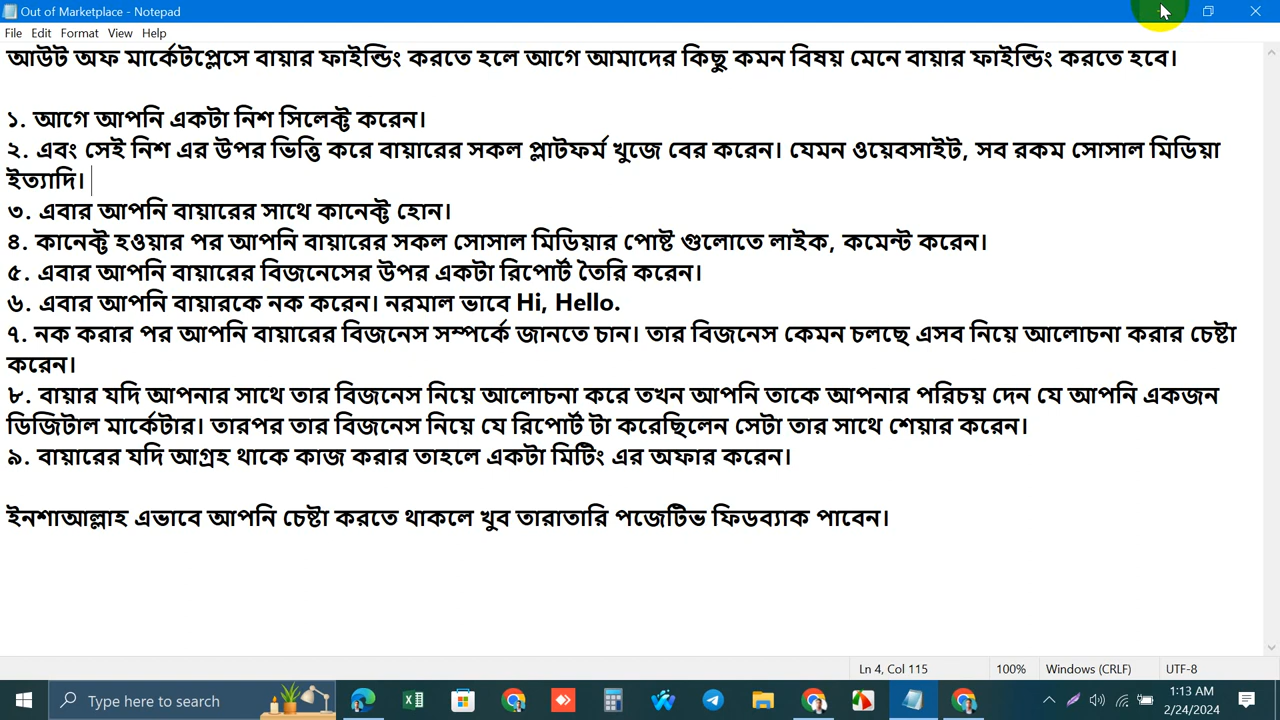 Out of Marketplace - Notepad
File Edit Format View Help
আউট অফ মার্কেটপ্লেসে বায়ার ফাইন্ডিং করতে হলে আগে আমাদের কিছু কমন বিষয় মেনে বায়ার ফাইন্ডিং করতে হবে।
১. আগে আপনি একটা নিশ সিলেক্ট করেন।
২. এবং সেই নিশ এর উপর ভিত্তি করে বায়ারের সকল প্লাটফর্ম খুজে বের করেন। যেমন ওয়েবসাইট, সব রকম সোসাল মিডিয়া
ইত্যাদি।
৩. এবার আপনি বায়ারের সাথে কানেক্ট হোন।
৪. কানেক্ট হওয়ার পর আপনি বায়ারের সকল সোসাল মিডিয়ার পোষ্ট গুলোতে লাইক, কমেন্ট করেন।
৫. এবার আপনি বায়ারের বিজনেসের উপর একটা রিপোর্ট তৈরি করেন।
৬. এবার আপনি বায়ারকে নক করেন। নরমাল ভাবে Hi, Hello.
৭. নক করার পর আপনি বায়ারের বিজনেস সম্পর্কে জানতে চান। তার বিজনেস কেমন চলছে এসব নিয়ে আলোচনা করার চেষ্টা
করেন।
৮. বায়ার যদি আপনার সাথে তার বিজনেস নিয়ে আলোচনা করে তখন আপনি তাকে আপনার পরিচয় দেন যে আপনি একজন
ডিজিটাল মার্কেটার। তারপর তার বিজনেস নিয়ে যে রিপোর্ট টা করেছিলেন সেটা তার সাথে শেয়ার করেন।
৯. বায়ারের যদি আগ্রহ থাকে কাজ করার তাহলে একটা মিটিং এর অফার করেন।
ইনশাআল্লাহ এভাবে আপনি চেষ্টা করতে থাকলে খুব তারাতারি পজেটিভ ফিডব্যাক পাবেন।
Ln 4, Col 115 100% Windows (CRLF) UTF-8
Type here to search
1:13 AM
2/24/2024